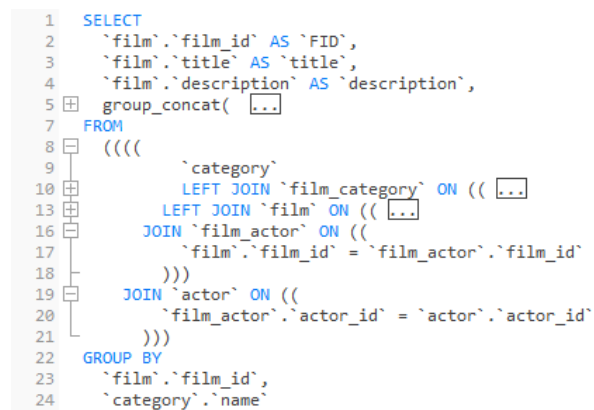 1 SELECT
2 `film`.`film_id` AS `FID`,
3 `film`.`title` AS `title`,
4 `film`.`description` AS `description`,
5 group_concat( ...
7 FROM
8 ((((
9 `category`
10 LEFT JOIN `film_category` ON (( ...
13 LEFT JOIN `film` ON (( ...
16 JOIN `film_actor` ON ((
17 `film`.`film_id` = `film_actor`.`film_id`
18 )))
19 JOIN `actor` ON ((
20 `film_actor`.`actor_id` = `actor`.`actor_id`
21 )))
22 GROUP BY
23 `film`.`film_id`,
24 `category`.`name`